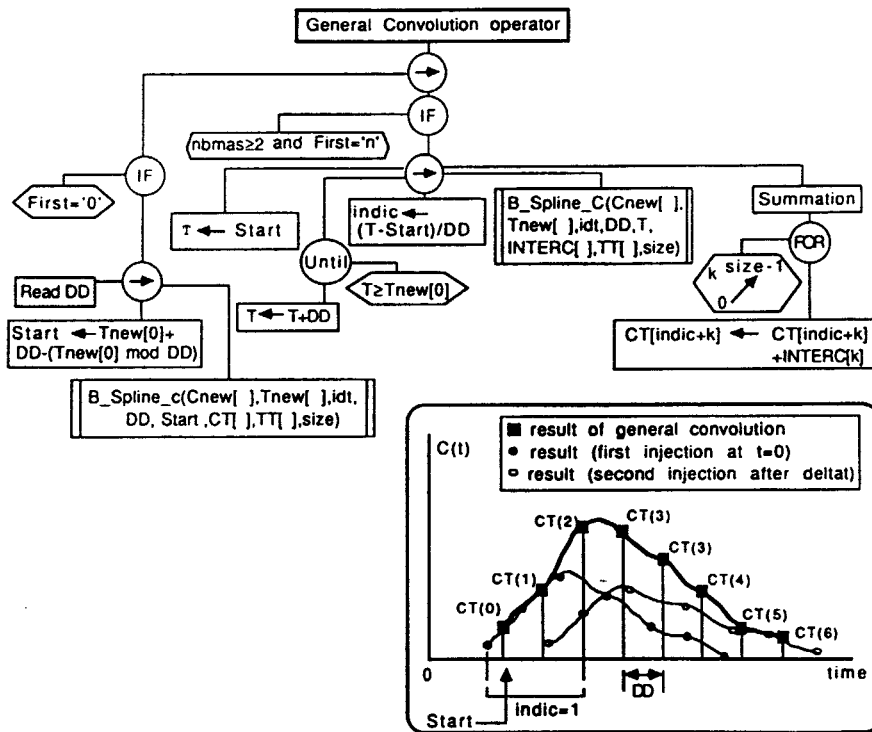 General Convolution operator
IF
nbmas≥2 and First='n'
IF
First='0'
T ← Start
indic ←
(T-Start)/DD
B_Spline_C(Cnew[ ],
Tnew[ ],idt,DD,T,
INTERC[ ],TT[ ],size)
Summation
Until
T≥Tnew[0]
T ← T+DD
FOR
k size-1
0
Read DD
Start ← Tnew[0]+
DD-(Tnew[0] mod DD)
CT[indic+k] ← CT[indic+k]
+INTERC[k]
B_Spline_c(Cnew[ ],Tnew[ ],idt,
DD, Start ,CT[ ],TT[ ],size)
C(t)
result of general convolution
result (first injection at t=0)
result (second injection after deltat)
CT(2)
CT(3)
CT(3)
CT(1)
CT(4)
CT(0)
CT(5)
CT(6)
0
time
DD
indic=1
Start